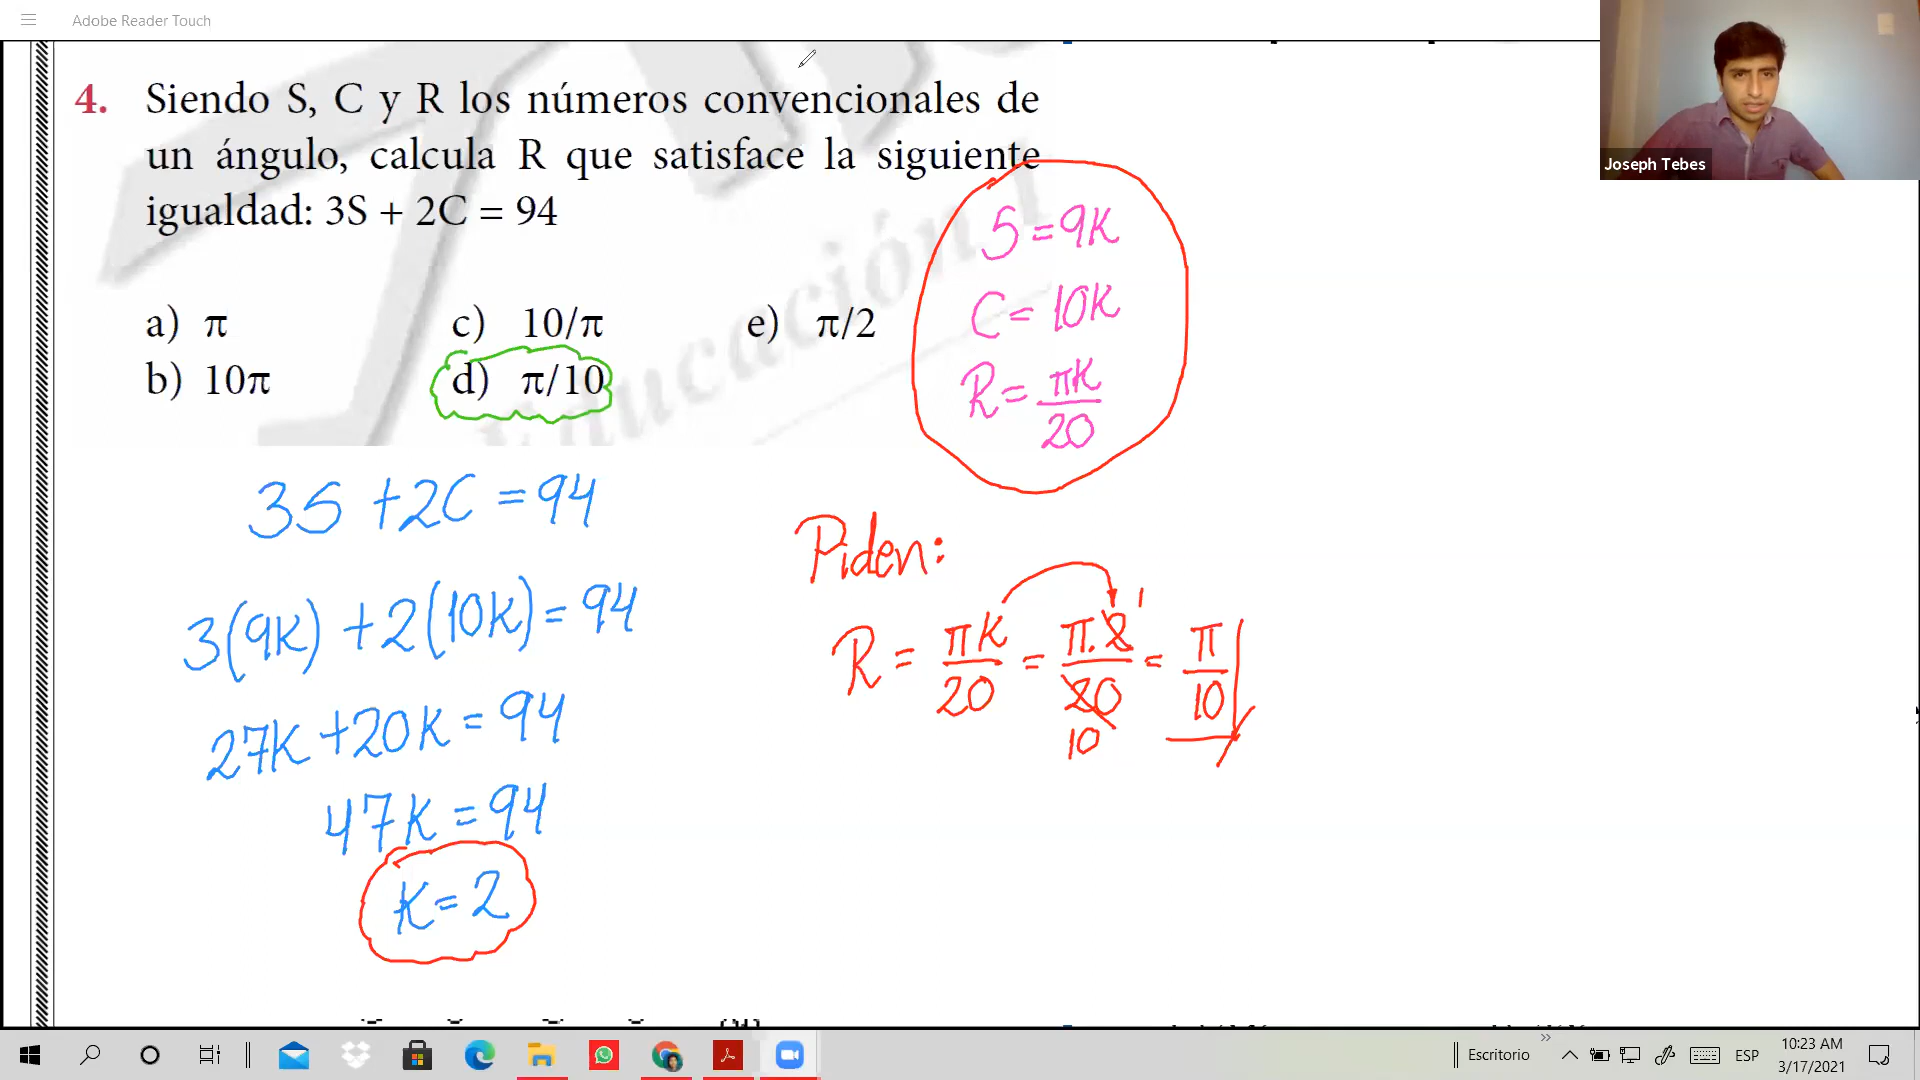 Adobe Reader Touch
4. Siendo S, C y R los números convencionales de
un ángulo, calcula R que satisface la siguiente
igualdad: 3S + 2C = 94
a) π
c) 10/π
e) π/2
b) 10π
d) π/10
Educación
S = 9K
C = 10K
R = πK/20
3S + 2C = 94
3(9K) + 2(10K) = 94
27K + 20K = 94
47K = 94
K = 2
Piden:
R = πK/20 = π.2/20 = π/10
1
10
Joseph Tebes
Escritorio
ESP
10:23 AM
3/17/2021